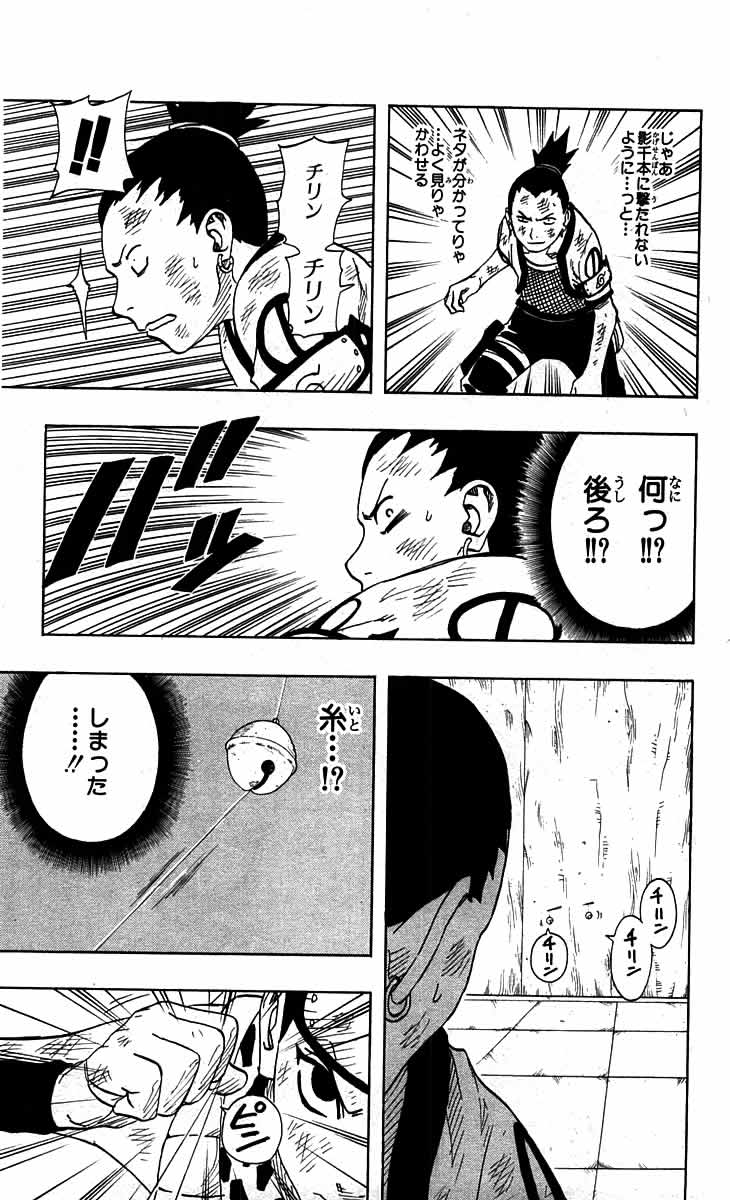 じゃあ
影千本に撃たれない
ように…っと…
ネタが分かってりゃ
…よく見りゃ
かわせる
チリン
チリン
!!
何っ!!?
後ろ!!?
バッ
チリン
チリン
チリン
糸…!?
しまった
……!!
ピン